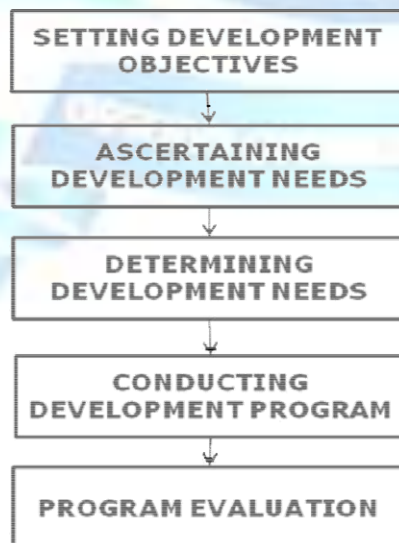 SETTING DEVELOPMENT
OBJECTIVES
ASCERTAINING
DEVELOPMENT NEEDS
DETERMINING
DEVELOPMENT NEEDS
CONDUCTING
DEVELOPMENT PROGRAM
PROGRAM EVALUATION